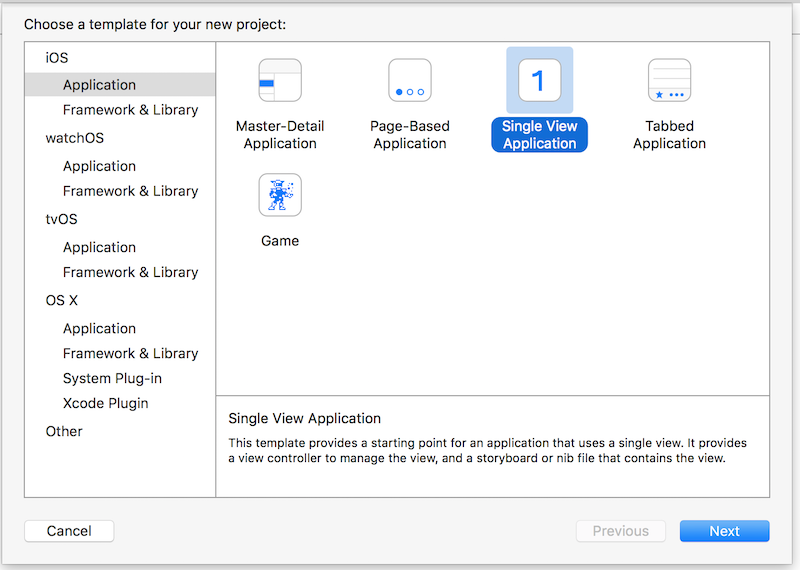 Choose a template for your new project:
iOS
Application
Framework & Library
watchOS
Application
Framework & Library
tvOS
Application
Framework & Library
OS X
Application
Framework & Library
System Plug-in
Xcode Plugin
Other
1
Master-Detail
Application
Page-Based
Application
Single View
Application
Tabbed
Application
Game
Single View Application
This template provides a starting point for an application that uses a single view. It provides
a view controller to manage the view, and a storyboard or nib file that contains the view.
Cancel
Previous
Next